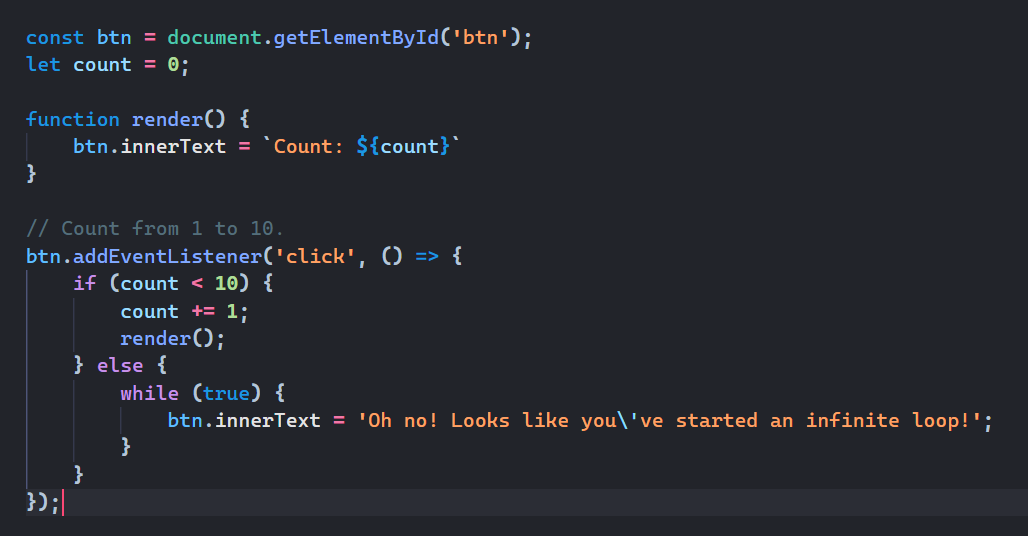 const btn = document.getElementById('btn');
let count = 0;

function render() {
    btn.innerText = `Count: ${count}`
}

// Count from 1 to 10.
btn.addEventListener('click', () => {
    if (count < 10) {
        count += 1;
        render();
    } else {
        while (true) {
            btn.innerText = 'Oh no! Looks like you\'ve started an infinite loop!';
        }
    }
});